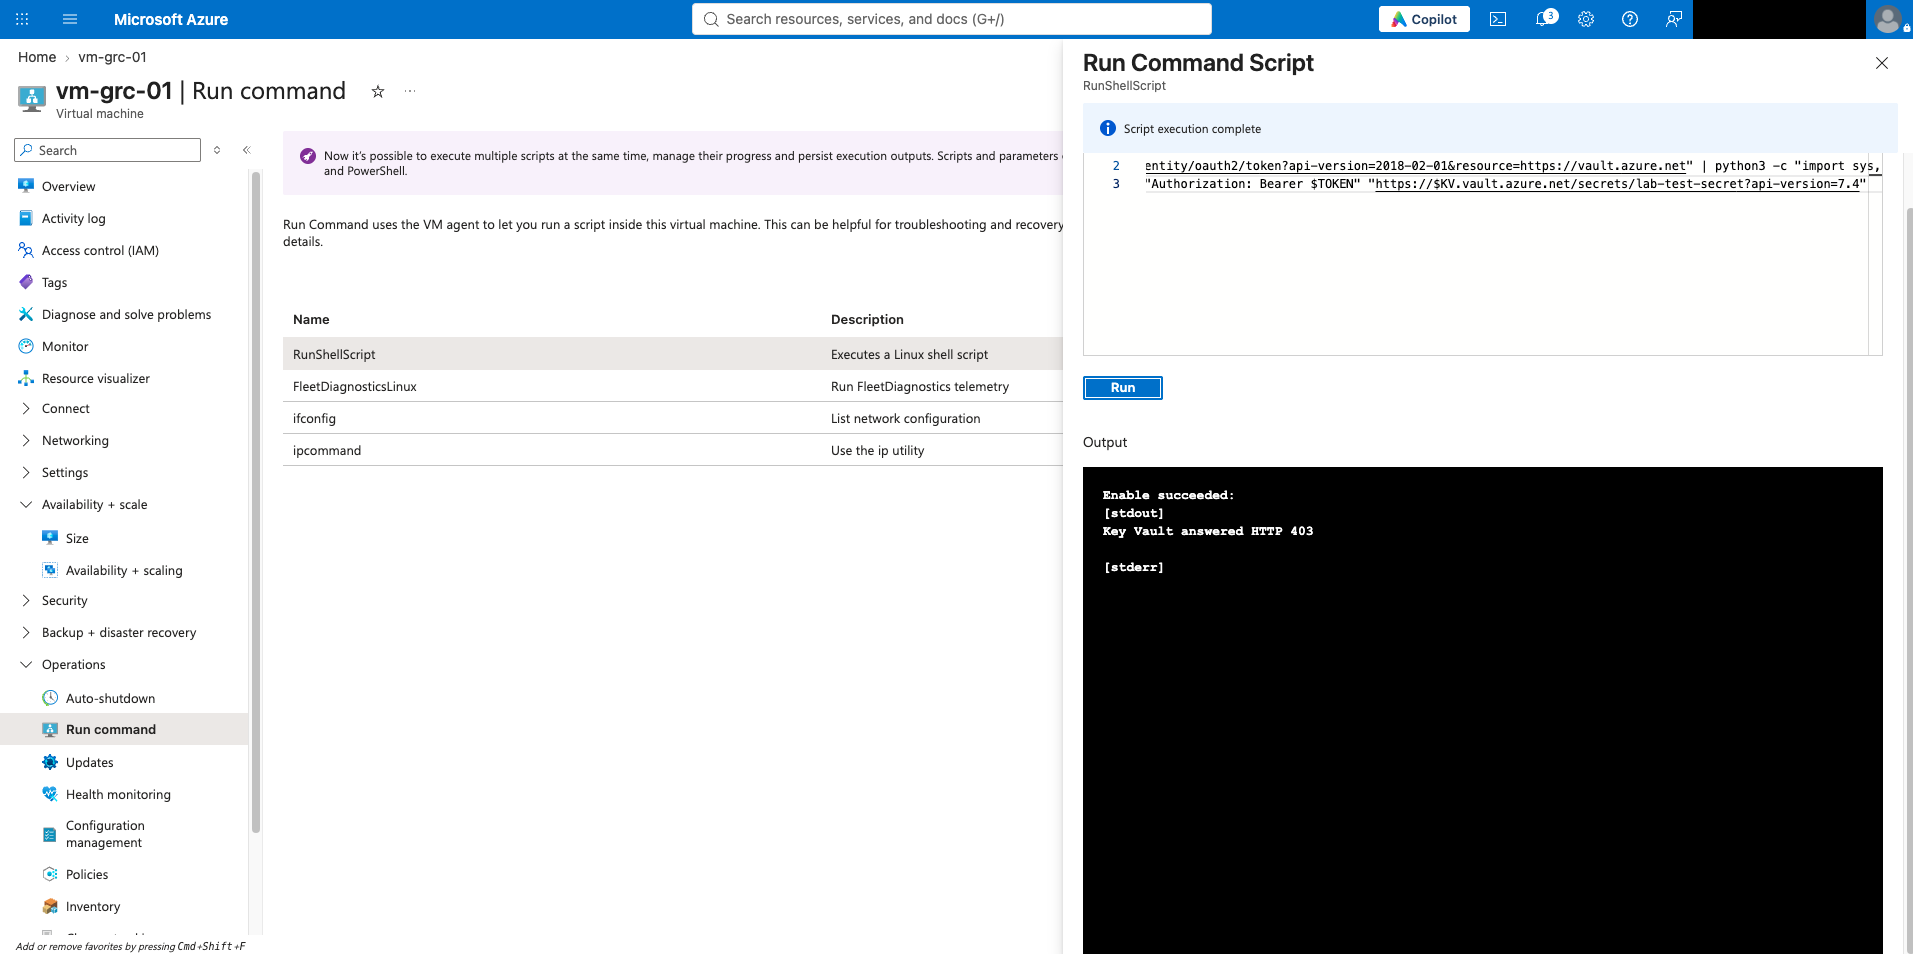 Microsoft Azure
Search resources, services, and docs (G+/)
Copilot
3
Home > vm-grc-01
vm-grc-01 | Run command
Virtual machine
Search
Overview
Activity log
Access control (IAM)
Tags
Diagnose and solve problems
Monitor
Resource visualizer
Connect
Networking
Settings
Availability + scale
Size
Availability + scaling
Security
Backup + disaster recovery
Operations
Auto-shutdown
Run command
Updates
Health monitoring
Configuration
management
Policies
Inventory
Add or remove favorites by pressing Cmd+Shift+F
Now it's possible to execute multiple scripts at the same time, manage their progress and persist execution outputs. Scripts and parameters
and PowerShell.
Run Command uses the VM agent to let you run a script inside this virtual machine. This can be helpful for troubleshooting and recovery
details.
Name Description
RunShellScript Executes a Linux shell script
FleetDiagnosticsLinux Run FleetDiagnostics telemetry
ifconfig List network configuration
ipcommand Use the ip utility
Run Command Script
RunShellScript
Script execution complete
2 entity/oauth2/token?api-version=2018-02-01&resource=https://vault.azure.net" | python3 -c "import sys,
3 "Authorization: Bearer $TOKEN" "https://$KV.vault.azure.net/secrets/lab-test-secret?api-version=7.4"
Run
Output
Enable succeeded:
[stdout]
Key Vault answered HTTP 403
[stderr]